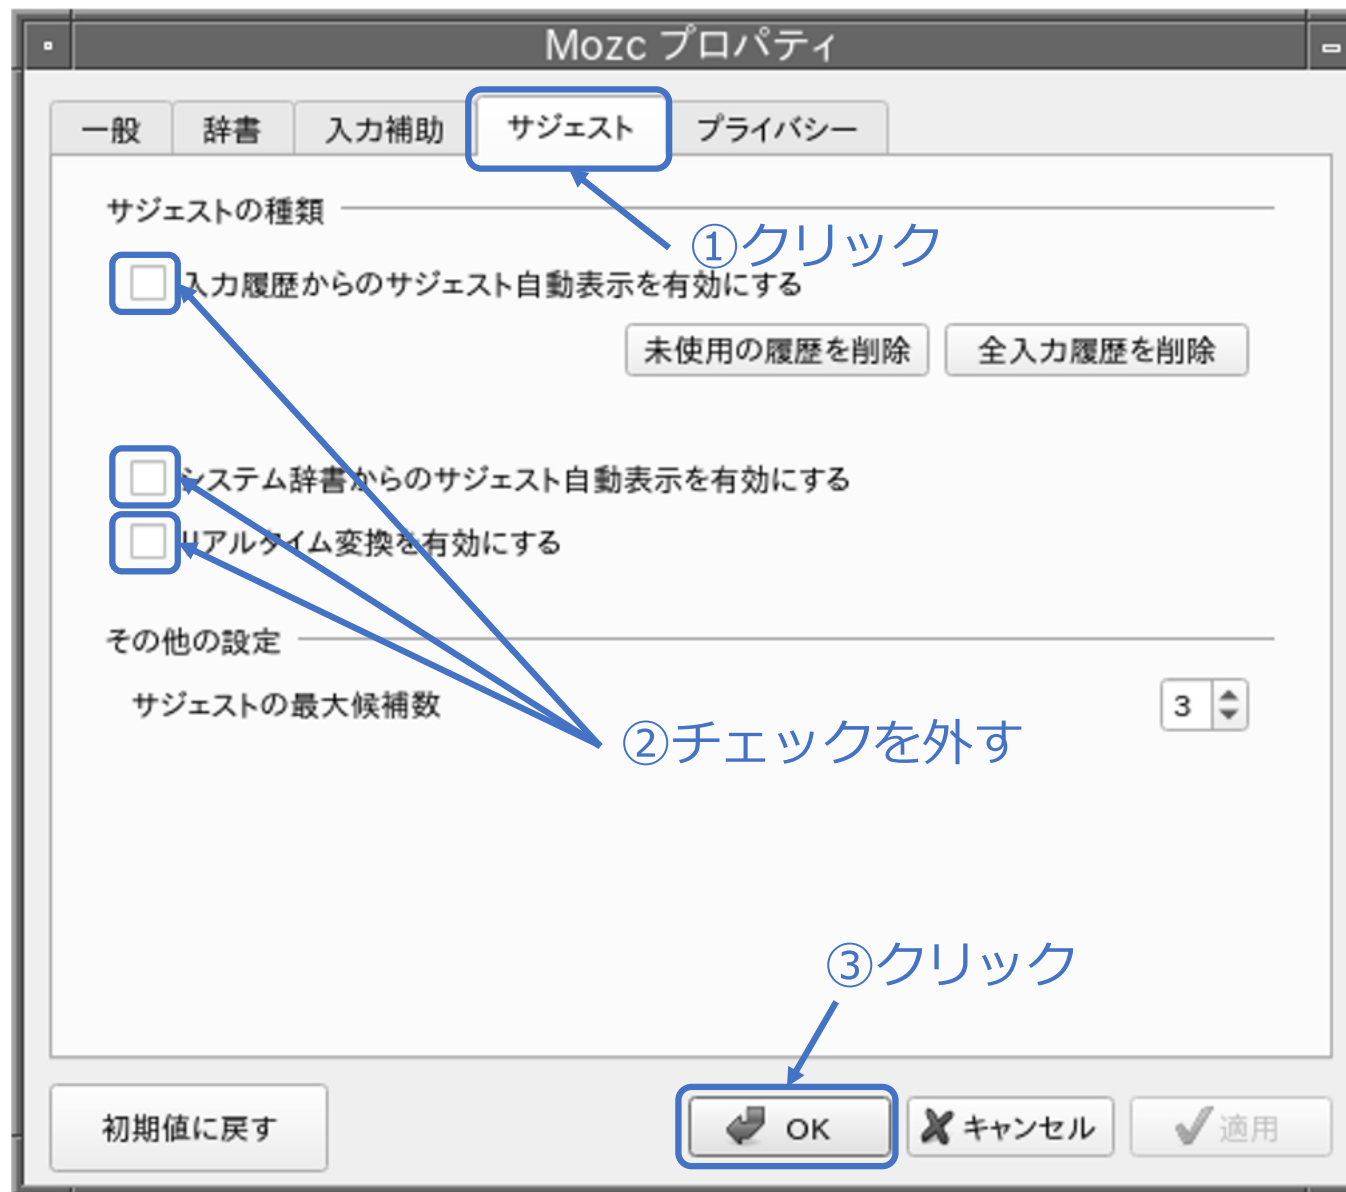 Mozc プロパティ
一般 辞書 入力補助 サジェスト プライバシー
サジェストの種類
①クリック
入力履歴からのサジェスト自動表示を有効にする
未使用の履歴を削除 全入力履歴を削除
システム辞書からのサジェスト自動表示を有効にする
リアルタイム変換を有効にする
その他の設定
サジェストの最大候補数 3
②チェックを外す
③クリック
初期値に戻す OK キャンセル 適用